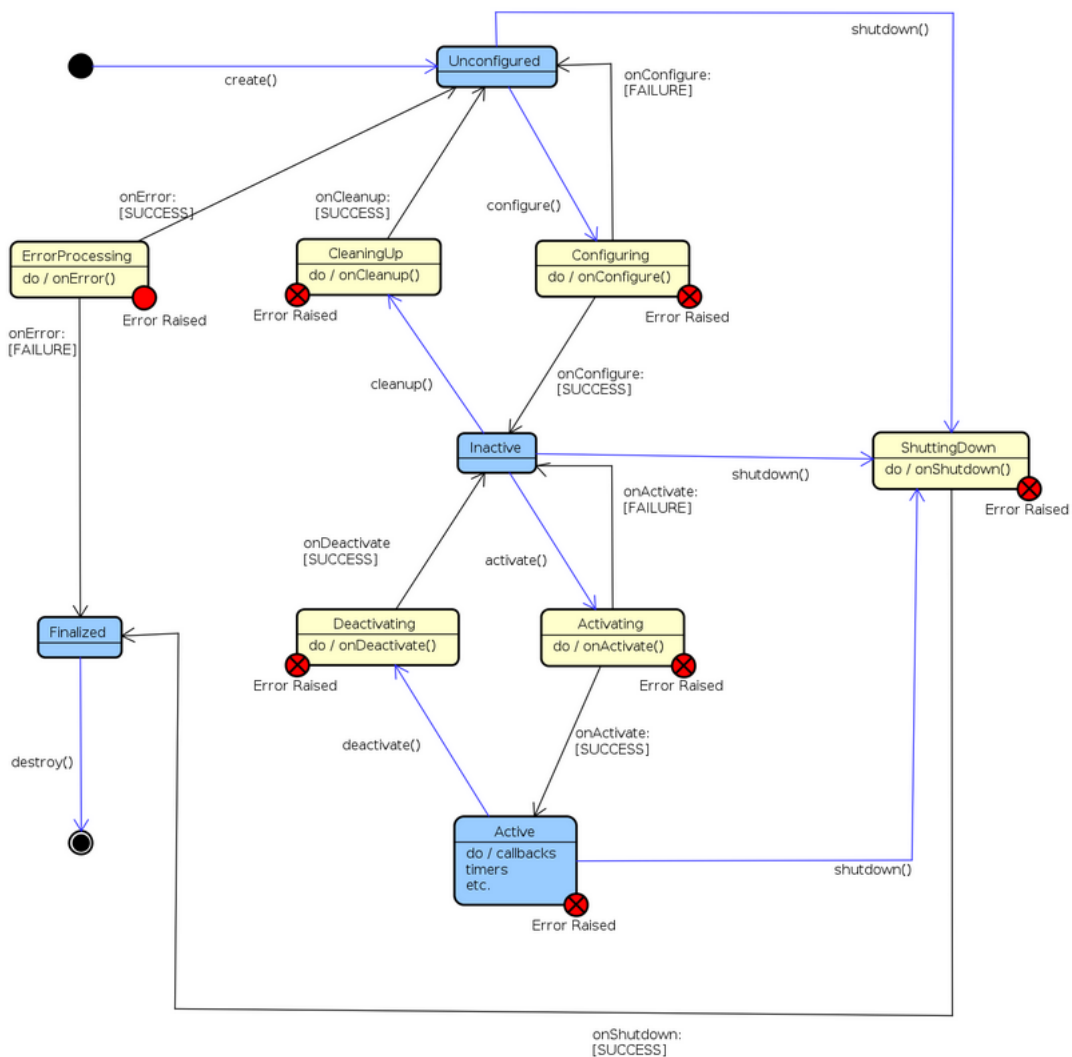 shutdown()
Unconfigured
create()
onConfigure:
[FAILURE]
onError:
[SUCCESS]
onCleanup:
[SUCCESS]
configure()
ErrorProcessing
do / onError()
Error Raised
CleaningUp
do / onCleanup()
Error Raised
Configuring
do / onConfigure()
Error Raised
onError:
[FAILURE]
cleanup()
onConfigure:
[SUCCESS]
Inactive
shutdown()
ShuttingDown
do / onShutdown()
Error Raised
onActivate:
[FAILURE]
onDeactivate
[SUCCESS]
activate()
Finalized
Deactivating
do / onDeactivate()
Error Raised
Activating
do / onActivate()
Error Raised
deactivate()
onActivate:
[SUCCESS]
destroy()
Active
do / callbacks
timers
etc.
Error Raised
shutdown()
onShutdown:
[SUCCESS]